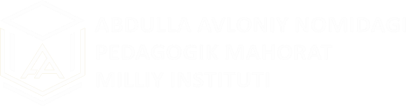 ABDULLA AVLONIY NOMIDAGI
PEDAGOGIK MAHORAT
MILLIY INSTITUTI